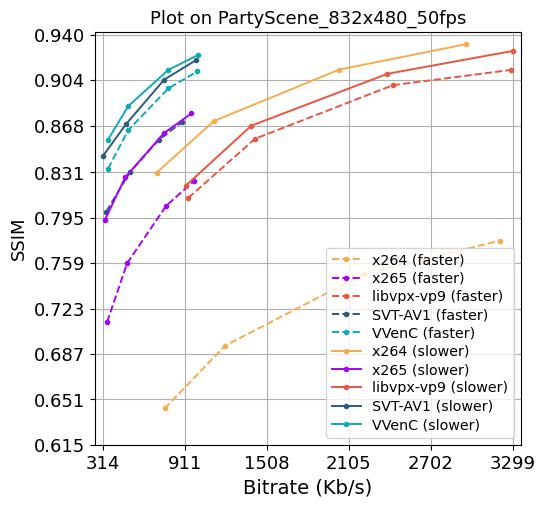 Plot on PartyScene_832x480_50fps
0.940
0.904
0.868
0.831
0.795
0.759
0.723
0.687
0.651
0.615
SSIM
x264 (faster)
x265 (faster)
libvpx-vp9 (faster)
SVT-AV1 (faster)
VVenC (faster)
x264 (slower)
x265 (slower)
libvpx-vp9 (slower)
SVT-AV1 (slower)
VVenC (slower)
314 911 1508 2105 2702 3299
Bitrate (Kb/s)